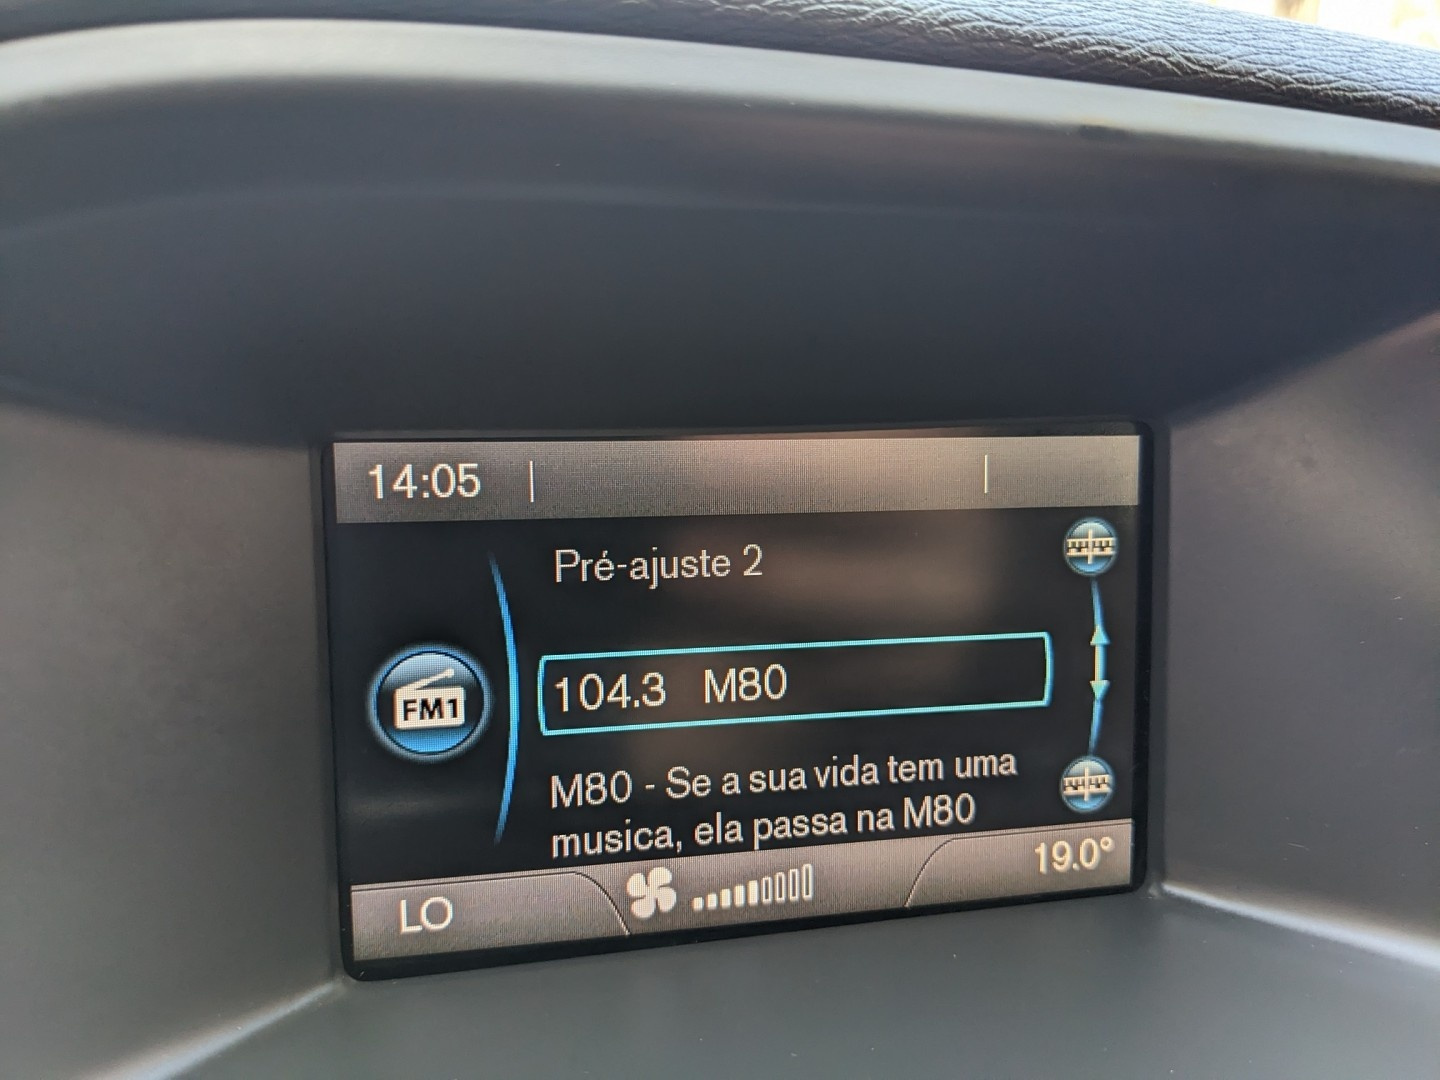 14:05
Pré-ajuste 2
FM1
104.3 M80
M80 - Se a sua vida tem uma
musica, ela passa na M80
LO
19.0°